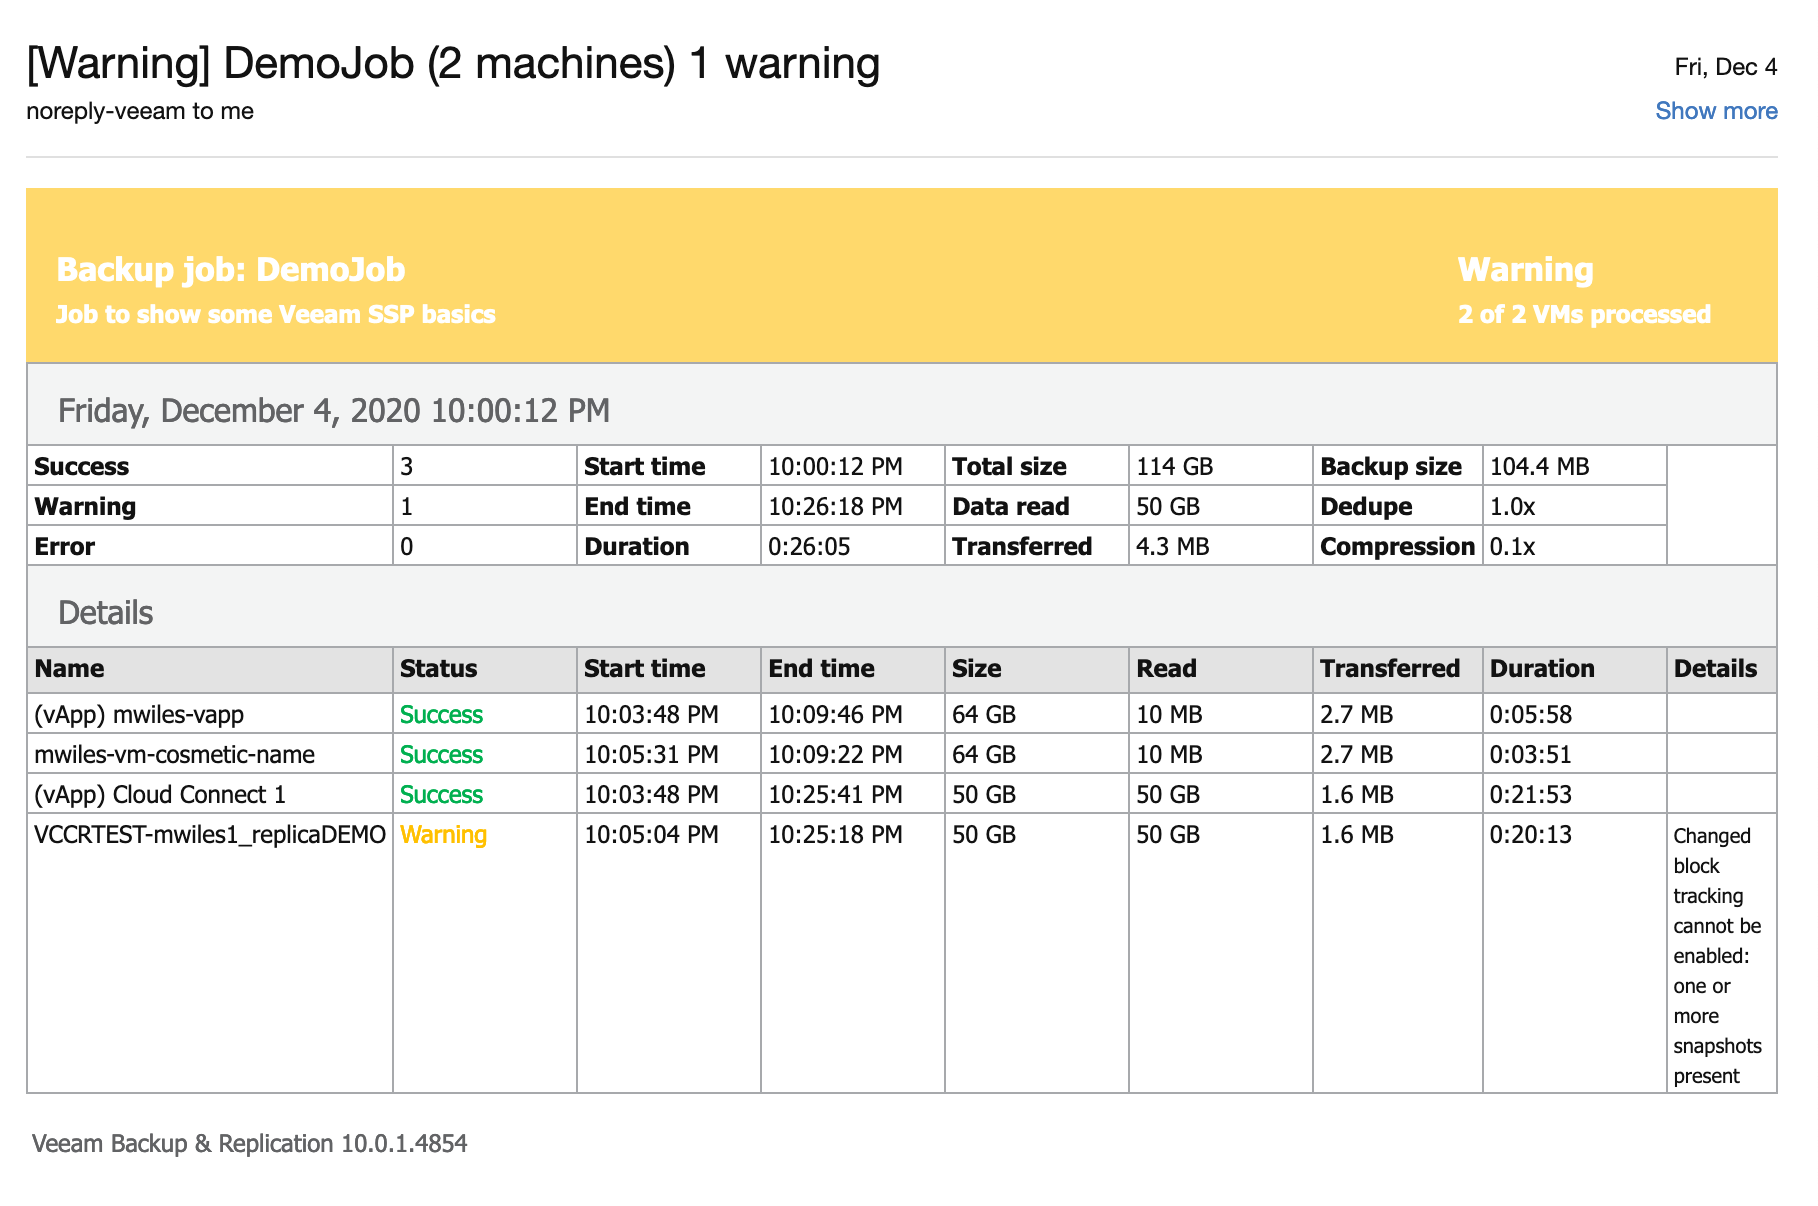 [Warning] DemoJob (2 machines) 1 warning
Fri, Dec 4
noreply-veeam to me
Show more
Backup job: DemoJob
Warning
Job to show some Veeam SSP basics
2 of 2 VMs processed
Friday, December 4, 2020 10:00:12 PM
Success 3 Start time 10:00:12 PM Total size 114 GB Backup size 104.4 MB
Warning 1 End time 10:26:18 PM Data read 50 GB Dedupe 1.0x
Error 0 Duration 0:26:05 Transferred 4.3 MB Compression 0.1x
Details
Name Status Start time End time Size Read Transferred Duration Details
(vApp) mwiles-vapp Success 10:03:48 PM 10:09:46 PM 64 GB 10 MB 2.7 MB 0:05:58
mwiles-vm-cosmetic-name Success 10:05:31 PM 10:09:22 PM 64 GB 10 MB 2.7 MB 0:03:51
(vApp) Cloud Connect 1 Success 10:03:48 PM 10:25:41 PM 50 GB 50 GB 1.6 MB 0:21:53
VCCRTEST-mwiles1_replicaDEMO Warning 10:05:04 PM 10:25:18 PM 50 GB 50 GB 1.6 MB 0:20:13 Changed
block
tracking
cannot be
enabled:
one or
more
snapshots
present
Veeam Backup & Replication 10.0.1.4854